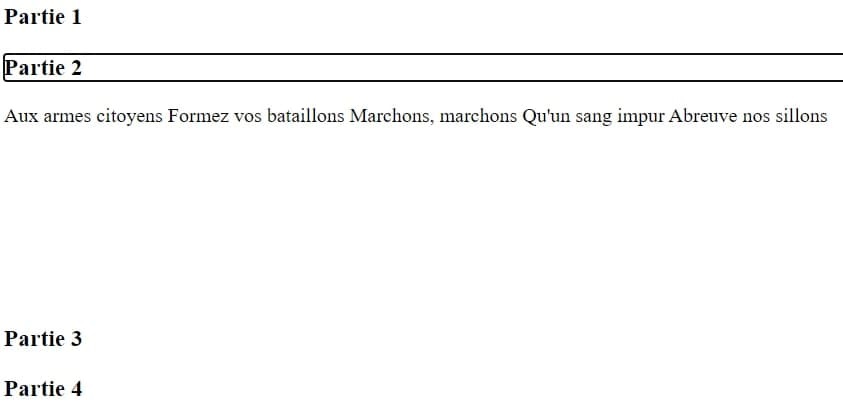 Partie 1
Partie 2
Aux armes citoyens Formez vos bataillons Marchons, marchons Qu'un sang impur Abreuve nos sillons
Partie 3
Partie 4